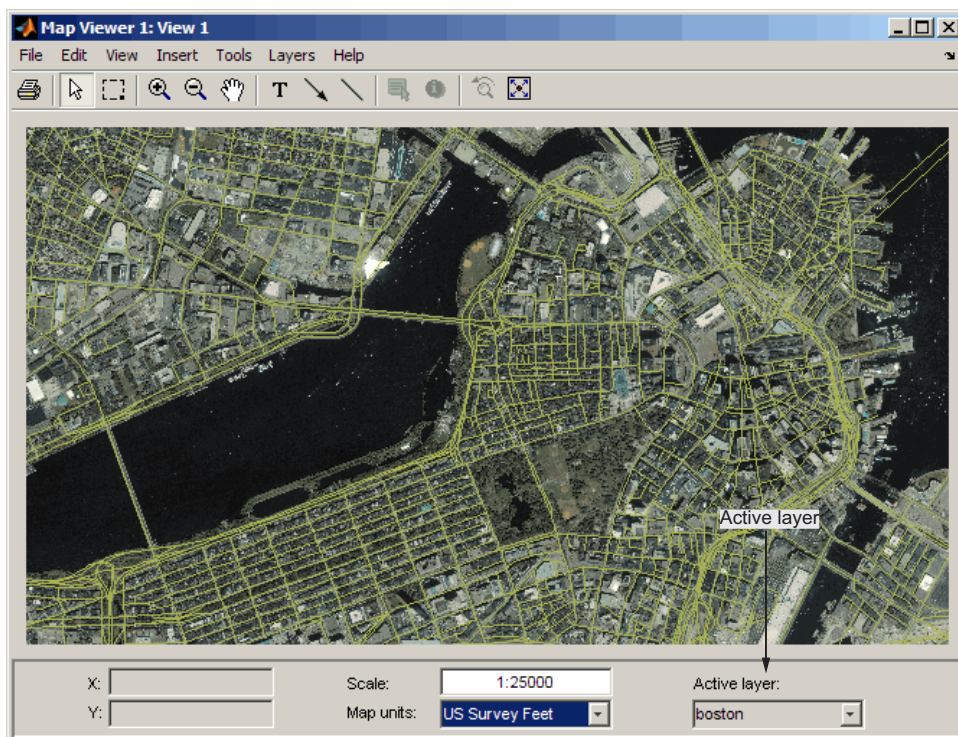 Map Viewer 1: View 1
File Edit View Insert Tools Layers Help
T
Active layer
X: Scale: 1:25000 Active layer:
Y: Map units: US Survey Feet boston